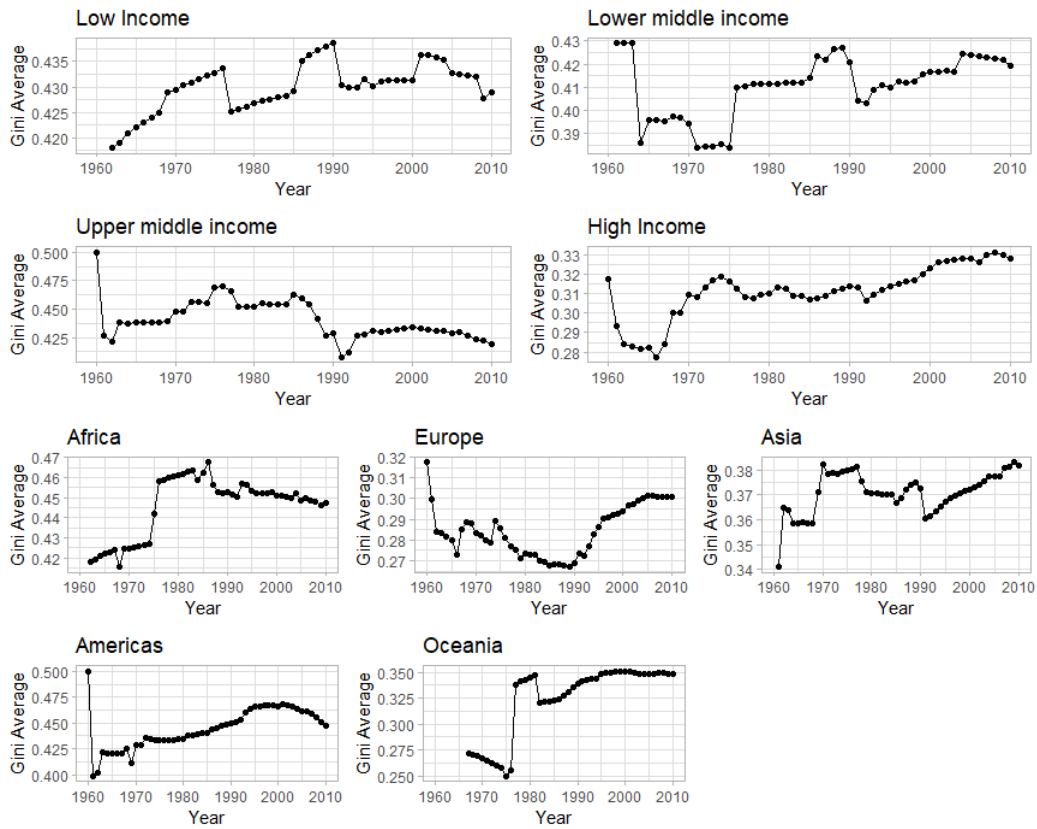 Low Income
Gini Average
0.435
0.430
0.425
0.420
1960 1970 1980 1990 2000 2010
Year
Lower middle income
Gini Average
0.43
0.42
0.41
0.40
0.39
1960 1970 1980 1990 2000 2010
Year
Upper middle income
Gini Average
0.500
0.475
0.450
0.425
1960 1970 1980 1990 2000 2010
Year
High Income
Gini Average
0.33
0.32
0.31
0.30
0.29
0.28
1960 1970 1980 1990 2000 2010
Year
Africa
Gini Average
0.47
0.46
0.45
0.44
0.43
0.42
1960 1970 1980 1990 2000 2010
Year
Europe
Gini Average
0.32
0.31
0.30
0.29
0.28
0.27
1960 1970 1980 1990 2000 2010
Year
Asia
Gini Average
0.38
0.37
0.36
0.35
0.34
1960 1970 1980 1990 2000 2010
Year
Americas
Gini Average
0.500
0.475
0.450
0.425
0.400
1960 1970 1980 1990 2000 2010
Year
Oceania
Gini Average
0.350
0.325
0.300
0.275
0.250
1960 1970 1980 1990 2000 2010
Year